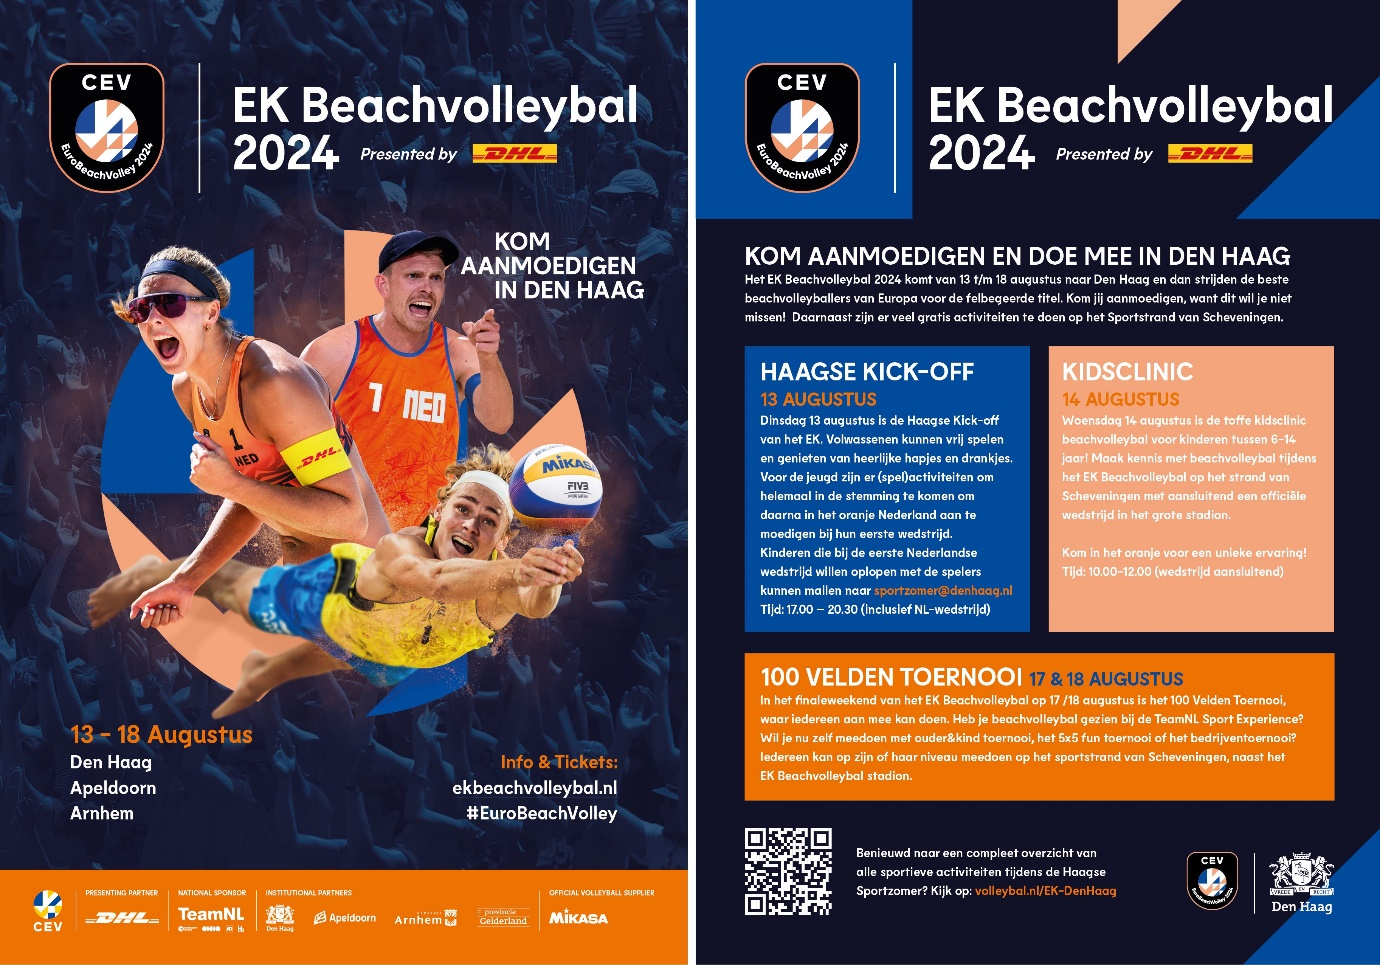 CEV
EuroBeachVolley 2024
EK Beachvolleybal
2024 Presented by DHL
KOM
AANMOEDIGEN
IN DEN HAAG
1 NED
1
NED
DHL
MIKASA
FIVB
13 - 18 Augustus
Den Haag
Apeldoorn
Arnhem
Info & Tickets:
ekbeachvolleybal.nl
#EuroBeachVolley
PRESENTING PARTNER
NATIONAL SPONSOR
INSTITUTIONAL PARTNERS
OFFICIAL VOLLEYBALL SUPPLIER
CEV
DHL
TeamNL
Den Haag
Apeldoorn
Arnhem
provincie
Gelderland
MIKASA
CEV
EuroBeachVolley 2024
EK Beachvolleybal
2024 Presented by DHL
KOM AANMOEDIGEN EN DOE MEE IN DEN HAAG
Het EK Beachvolleybal 2024 komt van 13 t/m 18 augustus naar Den Haag en dan strijden de beste
beachvolleyballers van Europa voor de felbegeerde titel. Kom jij aanmoedigen, want dit wil je niet
missen! Daarnaast zijn er veel gratis activiteiten te doen op het Sportstrand van Scheveningen.
HAAGSE KICK-OFF
13 AUGUSTUS
Dinsdag 13 augustus is de Haagse Kick-off
van het EK. Volwassenen kunnen vrij spelen
en genieten van heerlijke hapjes en drankjes.
Voor de jeugd zijn er (spel)activiteiten om
helemaal in de stemming te komen om
daarna in het oranje Nederland aan te
moedigen bij hun eerste wedstrijd.
Kinderen die bij de eerste Nederlandse
wedstrijd willen oplopen met de spelers
kunnen mallen naar sportzomer@denhaag.nl
Tijd: 17.00 – 20.30 (inclusief NL-wedstrijd)
KIDSCLINIC
14 AUGUSTUS
Woensdag 14 augustus is de toffe kidsclinic
beachvolleybal voor kinderen tussen 6-14
jaar! Maak kennis met beachvolleybal tijdens
het EK Beachvolleybal op het strand van
Scheveningen met aansluitend een officiële
wedstrijd in het grote stadion.
Kom in het oranje voor een unieke ervaring!
Tijd: 10.00-12.00 (wedstrijd aansluitend)
100 VELDEN TOERNOOI 17 & 18 AUGUSTUS
In het finaleweekend van het EK Beachvolleybal op 17 /18 augustus is het 100 Velden Toernooi,
waar iedereen aan mee kan doen. Heb je beachvolleybal gezien bij de TeamNL Sport Experience?
Wil je nu zelf meedoen met ouder&kind toernooi, het 5x5 fun toernooi of het bedrijventoernooi?
Iedereen kan op zijn of haar niveau meedoen op het sportstrand van Scheveningen, naast het
EK Beachvolleybal stadion.
Benieuwd naar een compleet overzicht van
alle sportieve activiteiten tijdens de Haagse
Sportzomer? Kijk op: volleybal.nl/EK-DenHaag
CEV
EuroBeachVolley 2024
VREDE EN RECHT
Den Haag